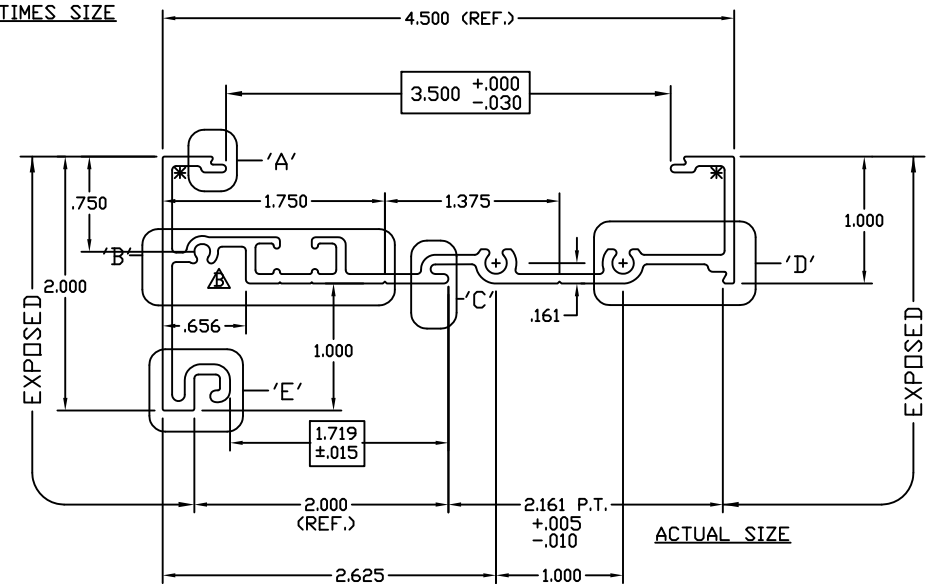 TIMES SIZE
4.500 (REF.)
3.500 +.000
-.030
'A'
.750
1.750
1.375
1.000
'B'
B
'D'
2.000
'C'
.161
.656
1.000
EXPOSED
EXPOSED
'E'
1.719
±.015
2.000
(REF.)
2.161 P.T.
+.005
-.010
ACTUAL SIZE
2.625
1.000